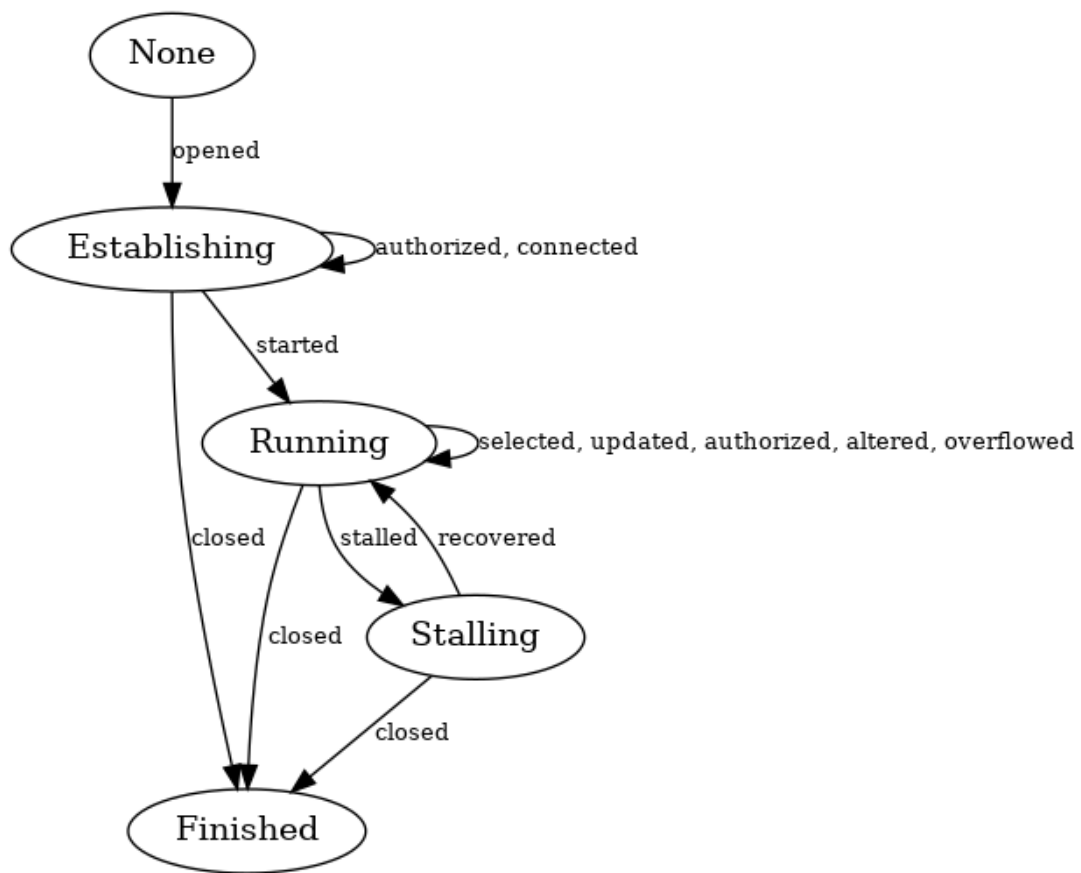 None
opened
Establishing
authorized, connected
started
Running
selected, updated, authorized, altered, overflowed
closed
stalled
recovered
closed
Stalling
closed
Finished